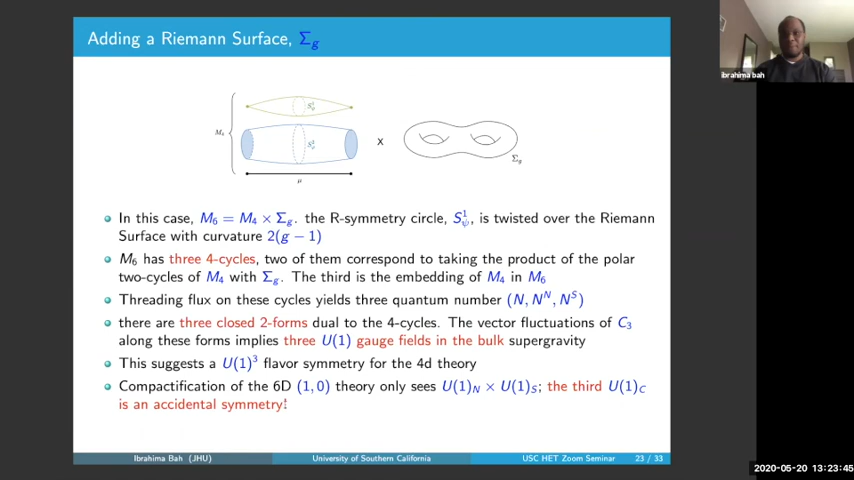 Adding a Riemann Surface, Σg
M4
S¹ψ
X
Σg
μ
In this case, M6 = M4 × Σg. the R-symmetry circle, S¹ψ, is twisted over the Riemann
Surface with curvature 2(g − 1)
M6 has three 4-cycles, two of them correspond to taking the product of the polar
two-cycles of M4 with Σg. The third is the embedding of M4 in M6
Threading flux on these cycles yields three quantum number (N, N^N, N^S)
there are three closed 2-forms dual to the 4-cycles. The vector fluctuations of C3
along these forms implies three U(1) gauge fields in the bulk supergravity
This suggests a U(1)³ flavor symmetry for the 4d theory
Compactification of the 6D (1, 0) theory only sees U(1)N × U(1)S; the third U(1)C
is an accidental symmetry!
Ibrahima Bah (JHU)
University of Southern California
USC HET Zoom Seminar
23 / 33
ibrahima bah
2020-05-20 13:23:45